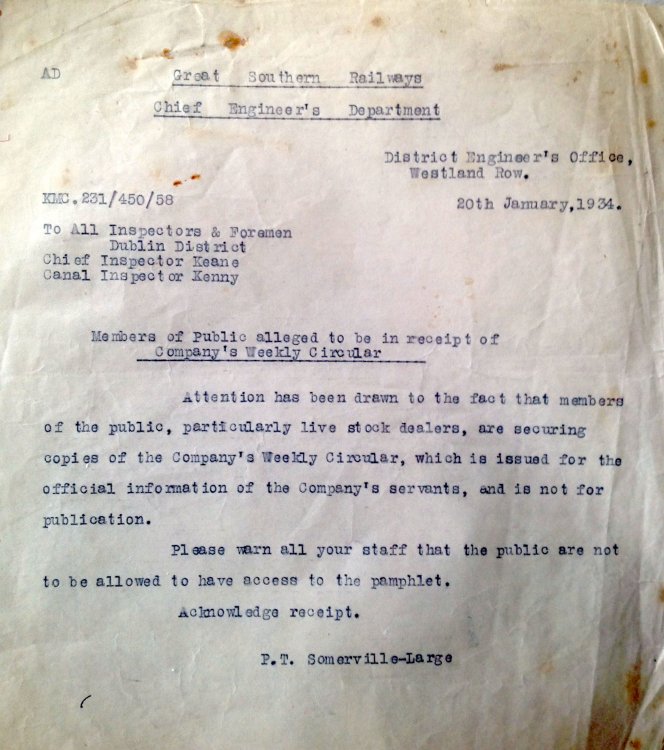 AD
Great Southern Railways
Chief Engineer's Department
District Engineer's Office,
Westland Row.
KMC.231/450/58
20th January,1934.
To All Inspectors & Foremen
Dublin District
Chief Inspector Keane
Canal Inspector Kenny
Members of Public alleged to be in receipt of
Company's Weekly Circular
Attention has been drawn to the fact that members
of the public, particularly live stock dealers, are securing
copies of the Company's Weekly Circular, which is issued for the
official information of the Company's servants, and is not for
publication.
Please warn all your staff that the public are not
to be allowed to have access to the pamphlet.
Acknowledge receipt.
P.T. Somerville-Large